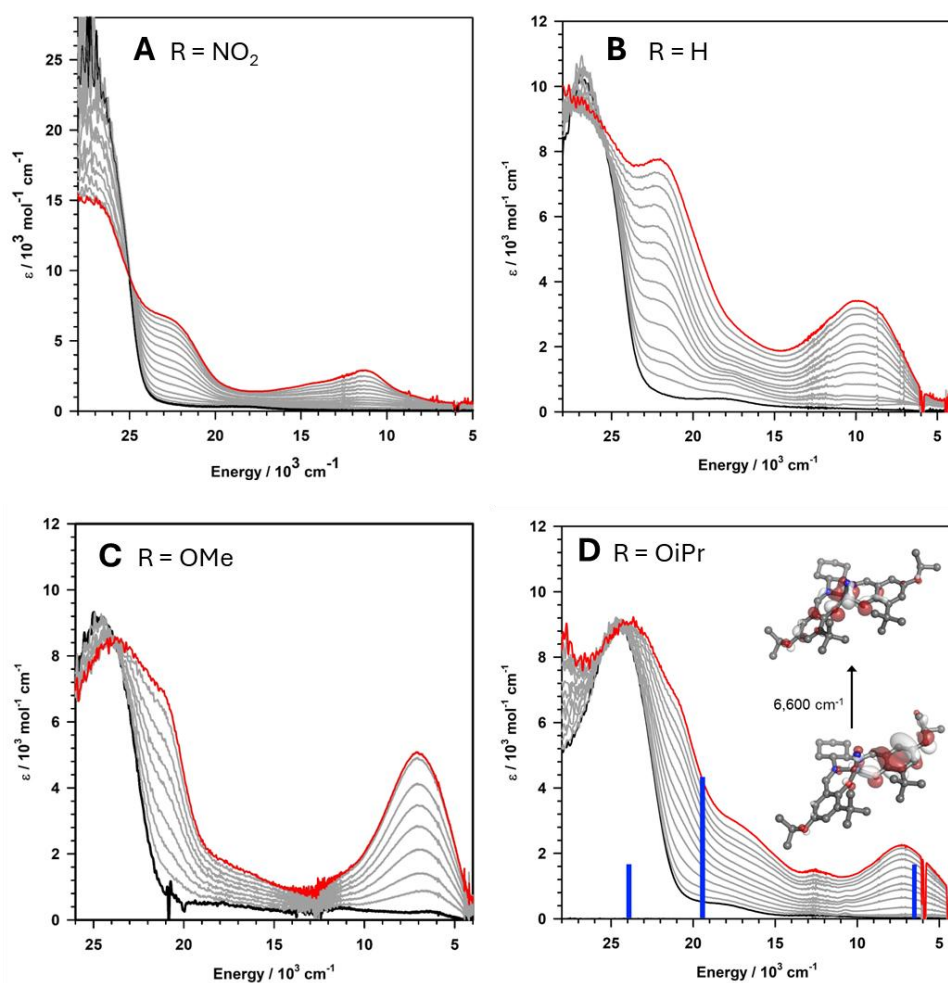 A R = NO₂
ε / 10³ mol⁻¹ cm⁻¹
25
20
15
10
5
0
25 20 15 10 5
Energy / 10³ cm⁻¹
B R = H
ε / 10³ mol⁻¹ cm⁻¹
12
10
8
6
4
2
0
25 20 15 10 5
Energy / 10³ cm⁻¹
C R = OMe
ε / 10³ mol⁻¹ cm⁻¹
12
10
8
6
4
2
0
25 20 15 10 5
Energy / 10³ cm⁻¹
D R = OiPr
6,600 cm⁻¹
ε / 10³ mol⁻¹ cm⁻¹
12
10
8
6
4
2
0
25 20 15 10 5
Energy / 10³ cm⁻¹